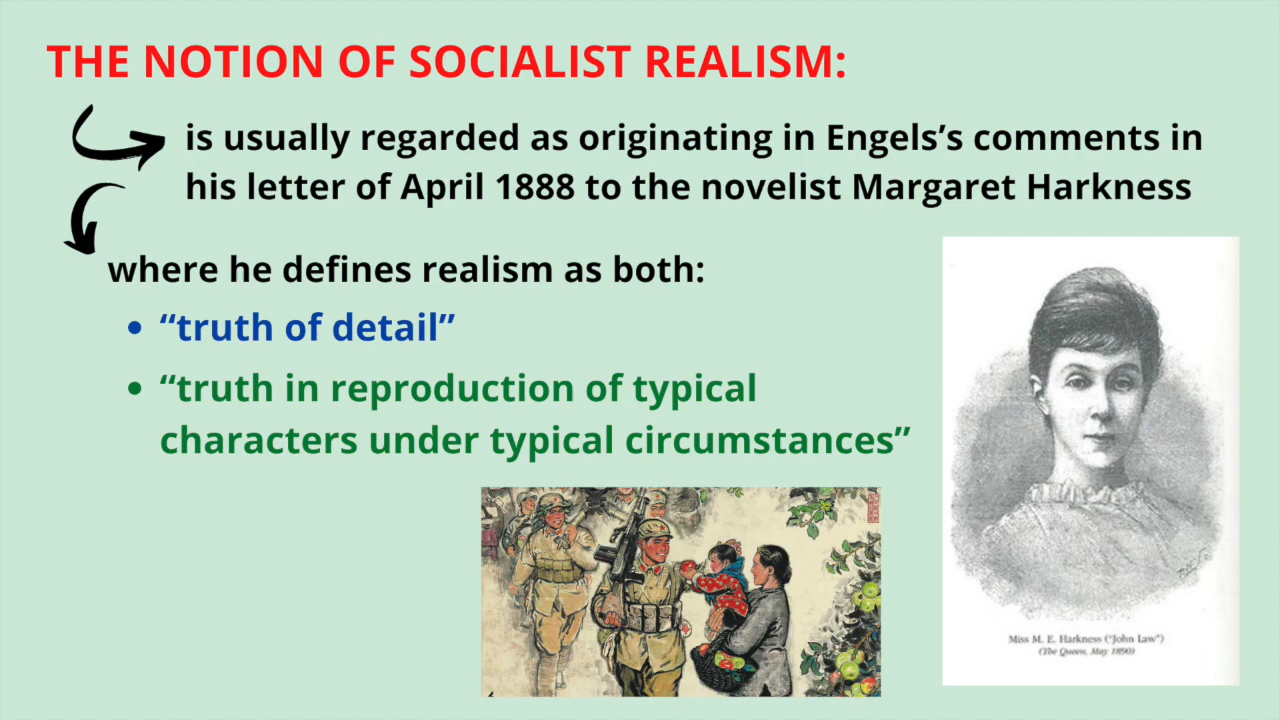 THE NOTION OF SOCIALIST REALISM:
is usually regarded as originating in Engels’s comments in
his letter of April 1888 to the novelist Margaret Harkness
where he defines realism as both:
• “truth of detail”
• “truth in reproduction of typical
characters under typical circumstances”
Miss M. E. Harkness ("John Law")
(The Queen, May 1890)